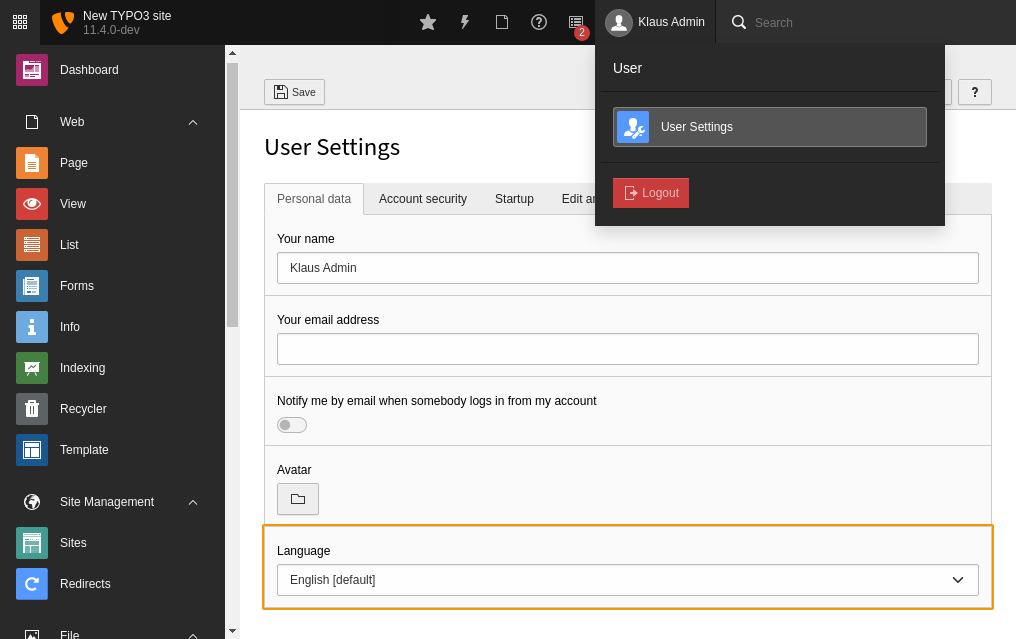 New TYPO3 site
11.4.0-dev
2
Klaus Admin
Search
Dashboard
Web
Page
View
List
Forms
Info
Indexing
Recycler
Template
Site Management
Sites
Redirects
File
User
User Settings
Logout
Save
?
User Settings
Personal data
Account security
Startup
Edit
Your name
Klaus Admin
Your email address
Notify me by email when somebody logs in from my account
Avatar
Language
English [default]